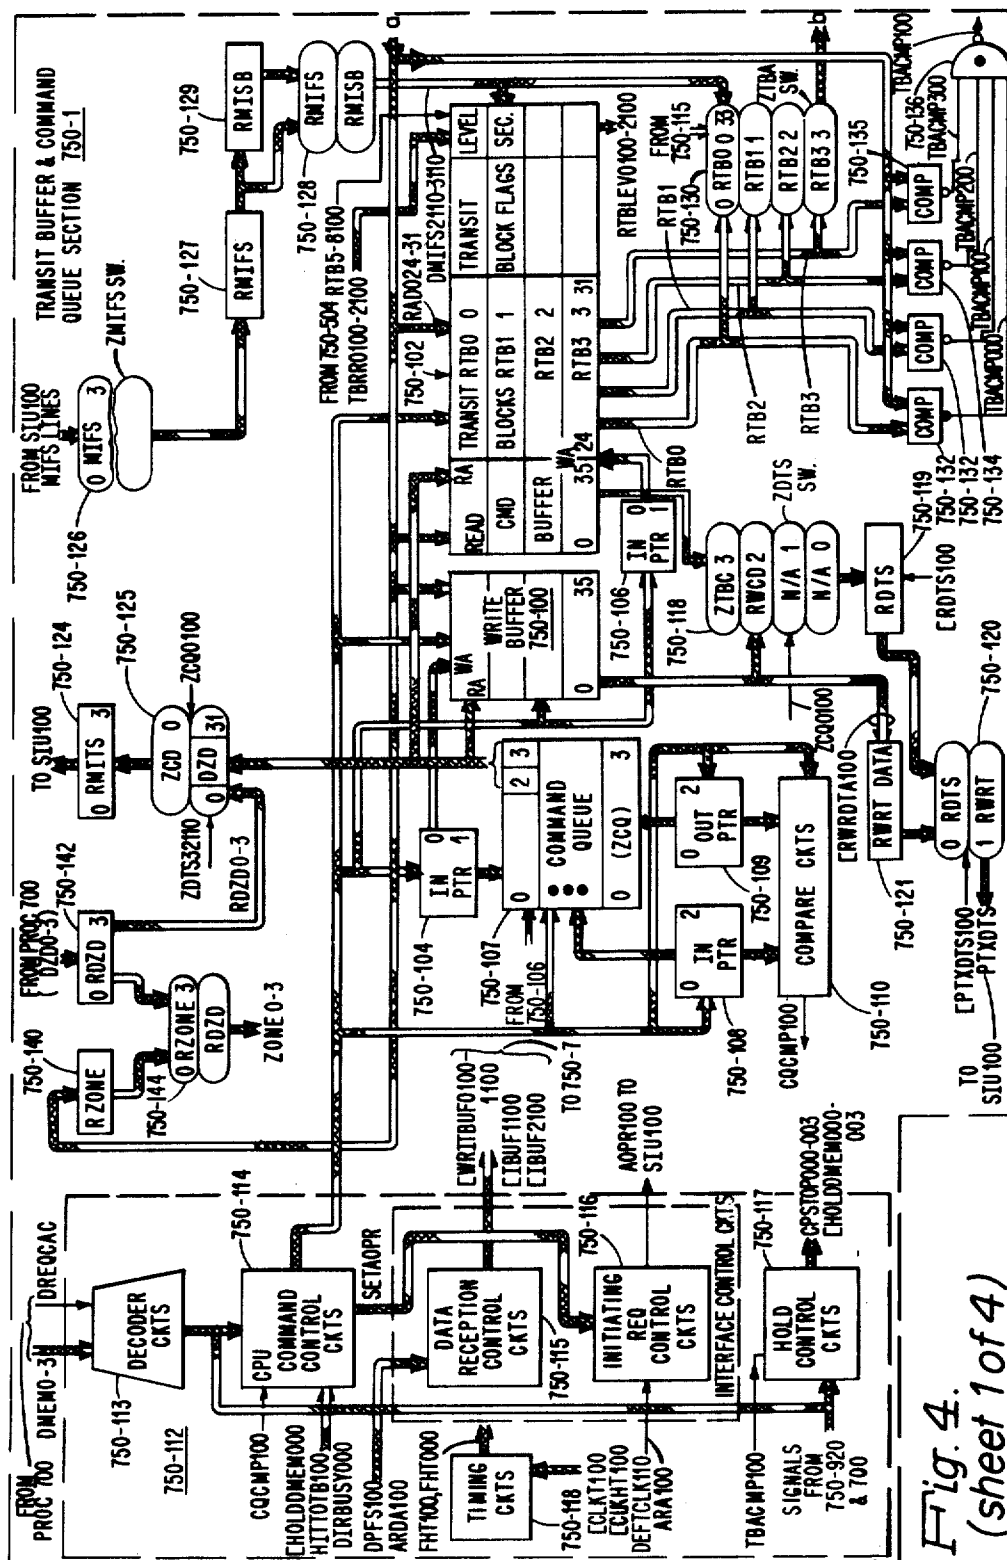 TRANSIT BUFFER & COMMAND
QUEUE SECTION 750-1
FROM PROC 700
DMEM0-3
DREQCAC
DECODER
CKTS
750-113
750-112
CPU
COMMAND
CONTROL
CKTS
750-114
CQCMP100
[HOLDDMEM000
HITTOTB100
DIRBUSY000
DPFS100
ARDA100
SETAOPR
DATA
RECEPTION
CONTROL
CKTS
750-115
[WRITBUF0100-
1100
[IBUF1100
[IBUF2100
TO 750-7
FHT100,FHT000
TIMING
CKTS
750-118
[CLKT100
[CLKHT100
DEFTCLK110
ARA100
INITIATING
REQ
CONTROL
CKTS
750-116
AOPR100 TO
SIU100
INTERFACE CONTROL CKTS
TBACMP100
SIGNALS
FROM
750-920
& 700
HOLD
CONTROL
CKTS
750-117
CPSTOP000-003
[HOLDDMEM000-
003
FROM PROC 700
(DZD0-3)
750-140
RZONE
750-142
0 RDZD 3
750-144
0 RZONE 3
RDZD
ZONE 0-3
TO SIU100
750-124
0 RMITS 3
750-125
ZCD 0
0 DZD 31
ZCQ0100
ZDTS32110
RDZD0-3
FROM SIU100
MIFS LINES
750-126
0 MIFS 3
ZMIFS SW.
750-127
RMIFS
750-129
RMISB
750-128
RMIFS
RMISB
a
750-104
IN
PTR
0
1
750-107
FROM
750-106
0 2 3
COMMAND
QUEUE
(ZCQ)
0 3
750-108
0 IN 2
PTR
750-109
0 OUT 2
PTR
COMPARE CKTS
750-110
CQCMP100
RA
WA
WRITE
BUFFER
750-100
0 35
750-106
IN
PTR
0
1
READ
CMD
BUFFER
0 35
RA
WA
750-102
TRANSIT
BLOCKS
RTB0 0
RTB1 1
RTB2 2
RTB3 3
24 31
TRANSIT
BLOCK FLAGS
LEVEL
SEC.
RAD024-31
FROM 750-504 RTB5-8100
TBRR0100-2100
DMIFS2110-3110
RTBLEV0100-2100
FROM
750-115
750-130
0 RTB0 0 33
RTB1 1
RTB2 2
RTB3 3
ZTBA
SW.
b
RTB0
RTB1
RTB2
RTB3
COMP
COMP
COMP
COMP
750-132
750-132
750-134
750-135
750-136
TBACMP000
TBACMP100
TBACMP200
TBACMP300
TBACMP100
750-118
ZTBC 3
RWCD 2
N/A 1
N/A 0
ZDTS
SW.
ZCQ0100
750-119
RDTS
[RDTS100
[RWRDTA100
RWRT DATA
750-121
750-120
0 RDTS
1 RWRT
[PTXDTS100
PTXDTS
TO
SIU100
Fig. 4.
(sheet 1 of 4)